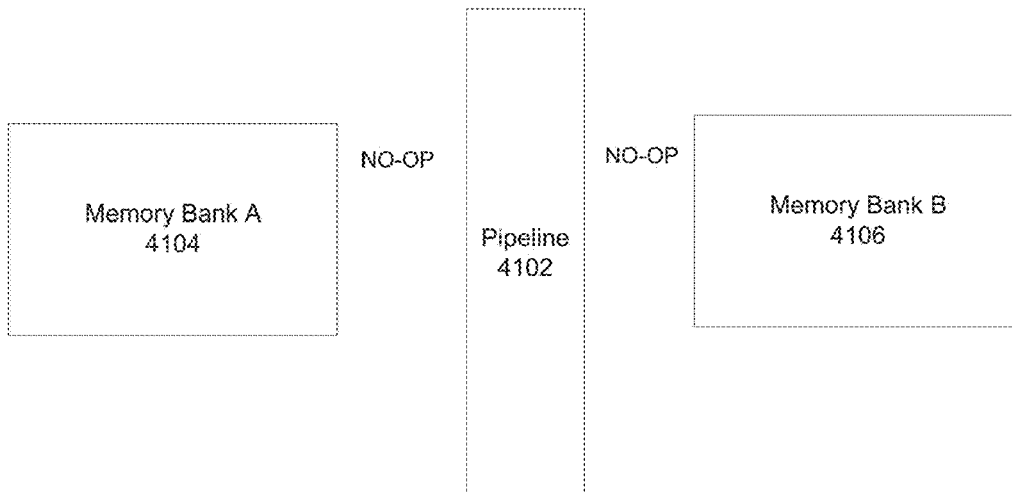 NO-OP
NO-OP
Memory Bank A
4104
Pipeline
4102
Memory Bank B
4106